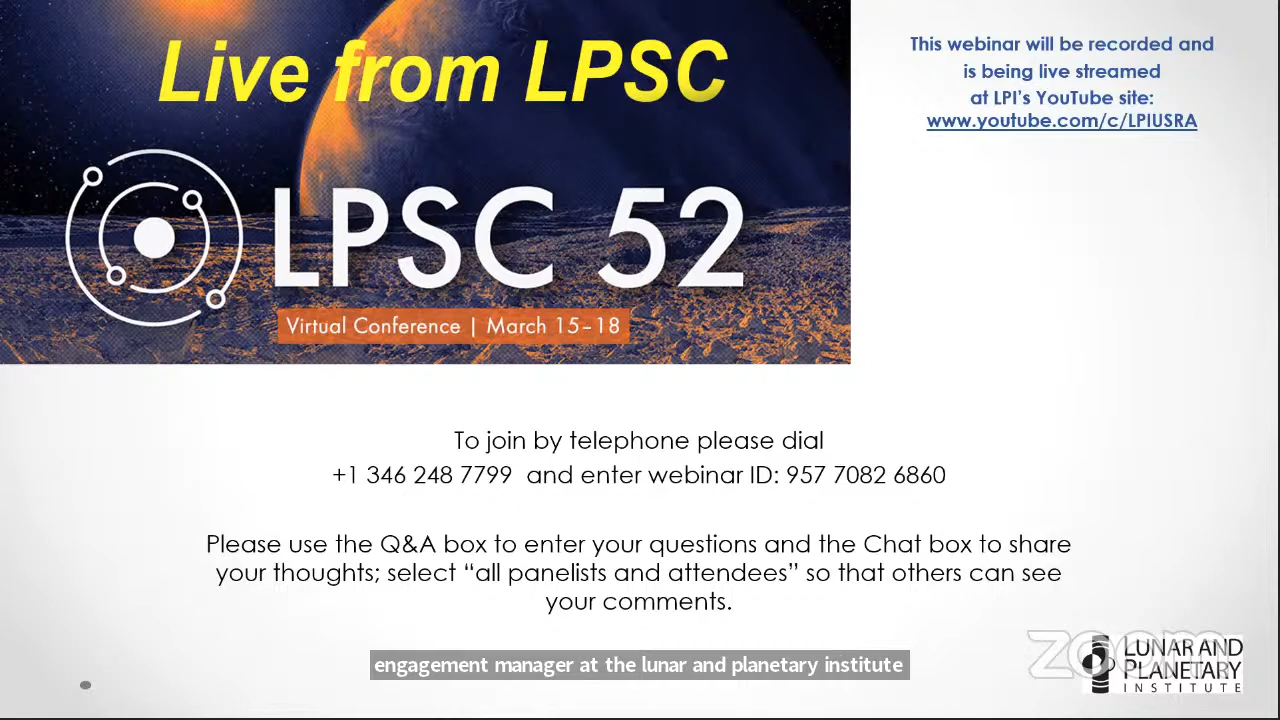 Live from LPSC
LPSC 52
Virtual Conference | March 15–18
This webinar will be recorded and
is being live streamed
at LPI’s YouTube site:
www.youtube.com/c/LPIUSRA
To join by telephone please dial
+1 346 248 7799 and enter webinar ID: 957 7082 6860
Please use the Q&A box to enter your questions and the Chat box to share
your thoughts; select “all panelists and attendees” so that others can see
your comments.
engagement manager at the lunar and planetary institute
zoom
LUNAR AND
PLANETARY
INSTITUTE